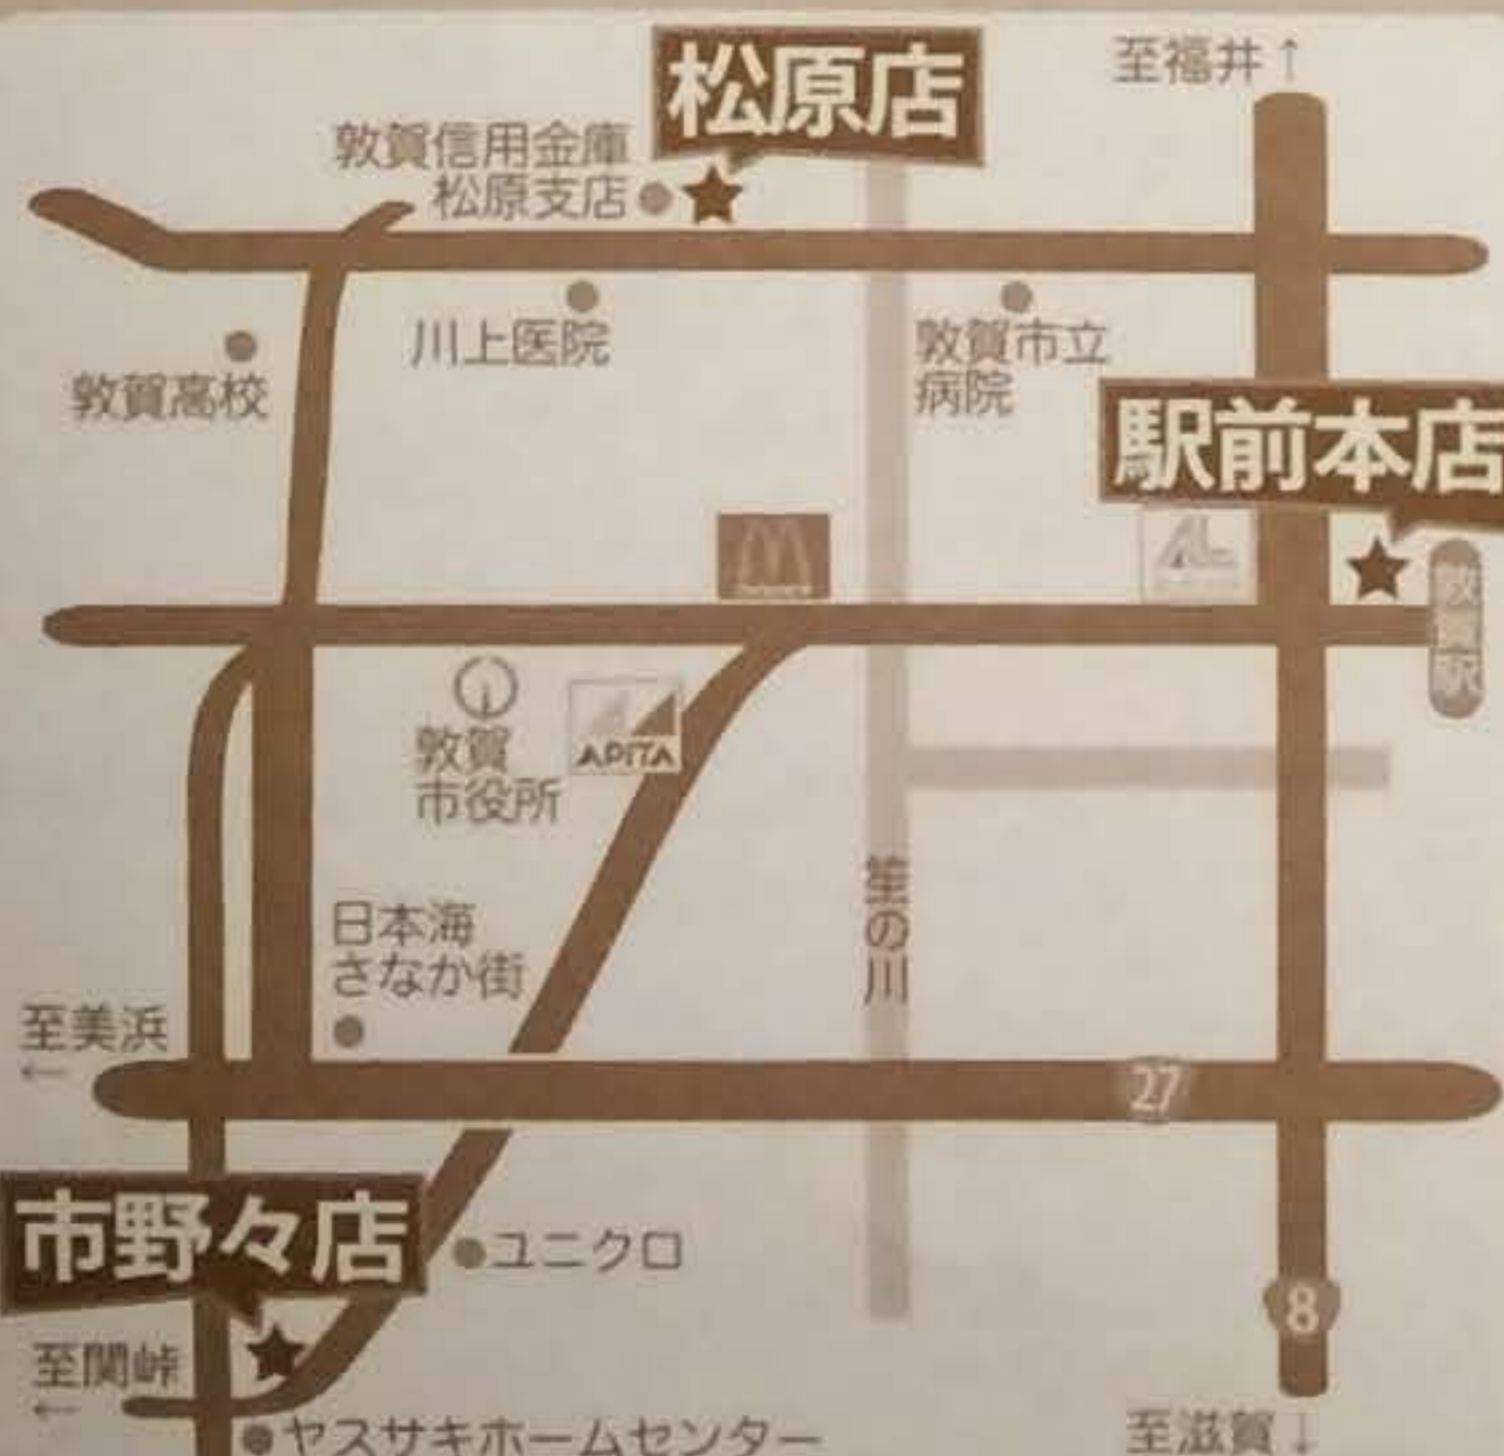 松原店
至福井↑
敦賀信用金庫
松原支店
川上医院
敦賀市立
病院
敦賀高校
駅前本店
AL
敦賀駅
敦賀
市役所
APITA
笙の川
日本海
さなか街
至美浜
←
27
市野々店
ユニクロ
8
至関峠
←
ヤスサキホームセンター
至滋賀↓